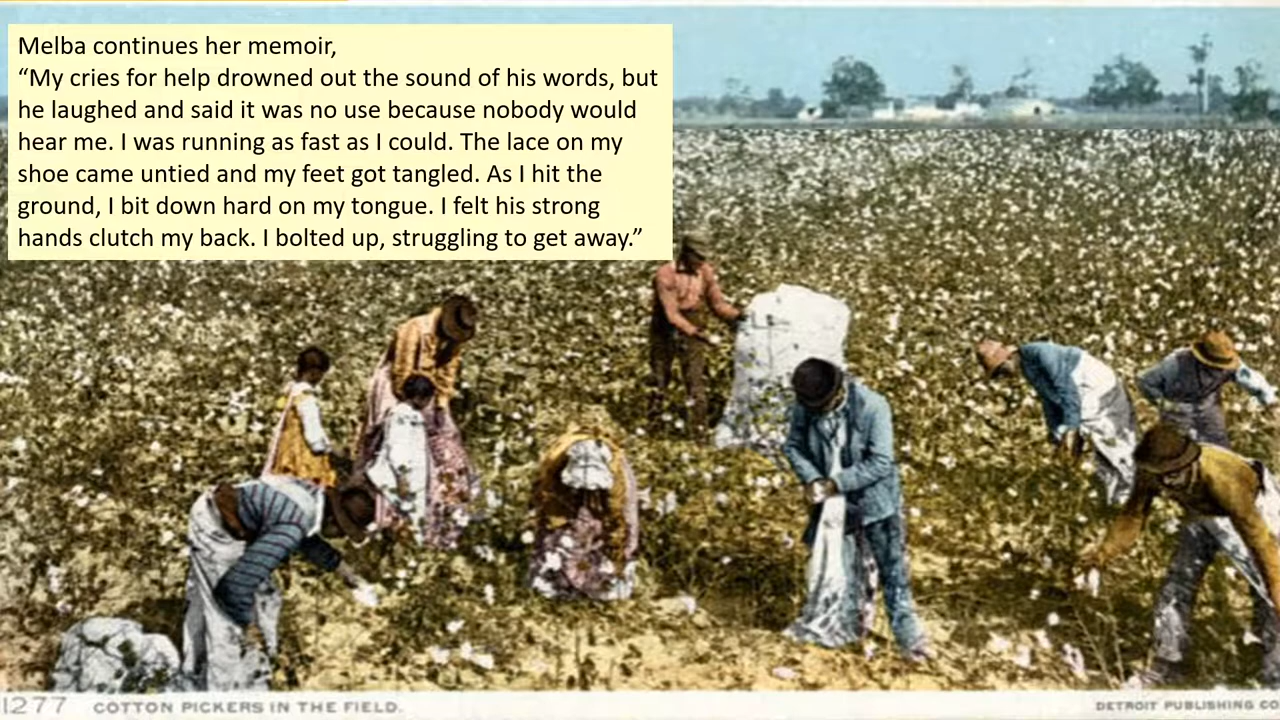 Melba continues her memoir,
“My cries for help drowned out the sound of his words, but
he laughed and said it was no use because nobody would
hear me. I was running as fast as I could. The lace on my
shoe came untied and my feet got tangled. As I hit the
ground, I bit down hard on my tongue. I felt his strong
hands clutch my back. I bolted up, struggling to get away.”
1277 COTTON PICKERS IN THE FIELD.
DETROIT PUBLISHING CO